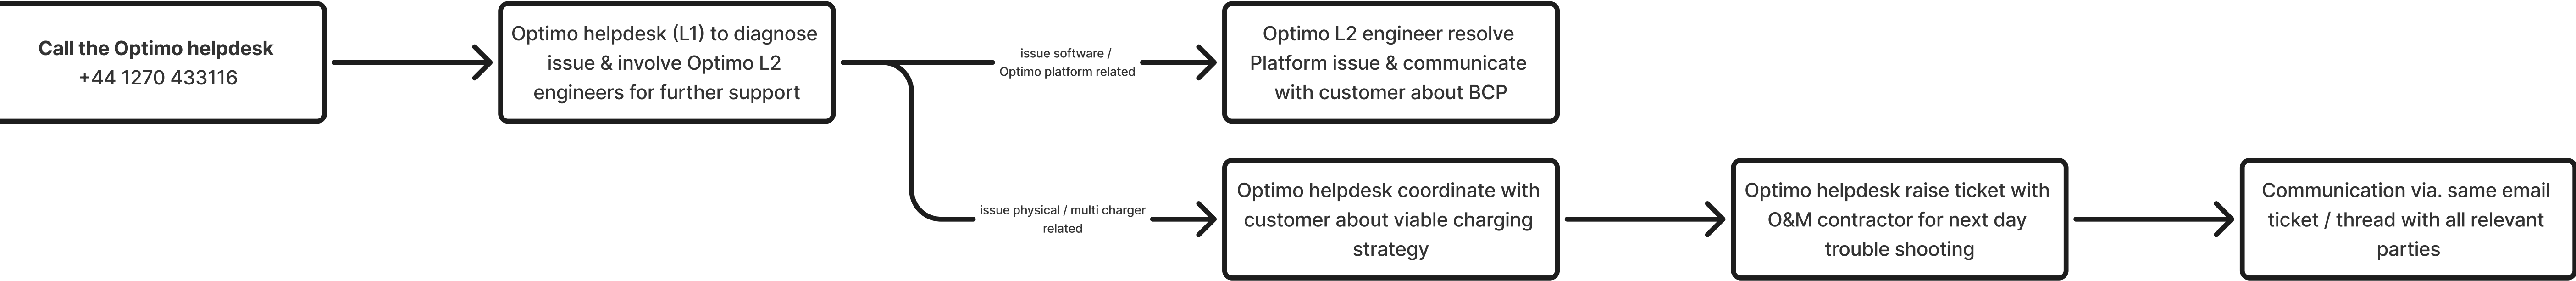 Call the Optimo helpdesk
+44 1270 433116
Optimo helpdesk (L1) to diagnose
issue & involve Optimo L2
engineers for further support
issue software /
Optimo platform related
Optimo L2 engineer resolve
Platform issue & communicate
with customer about BCP
issue physical / multi charger
related
Optimo helpdesk coordinate with
customer about viable charging
strategy
Optimo helpdesk raise ticket with
O&M contractor for next day
trouble shooting
Communication via. same email
ticket / thread with all relevant
parties